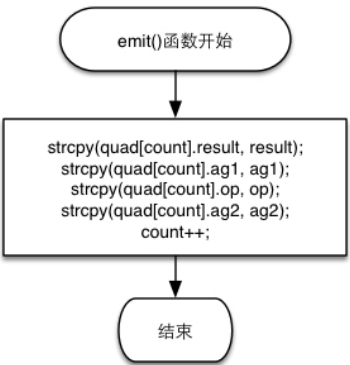 emit()函数开始
strcpy(quad[count].result, result);
strcpy(quad[count].ag1, ag1);
strcpy(quad[count].op, op);
strcpy(quad[count].ag2, ag2);
count++;
结束